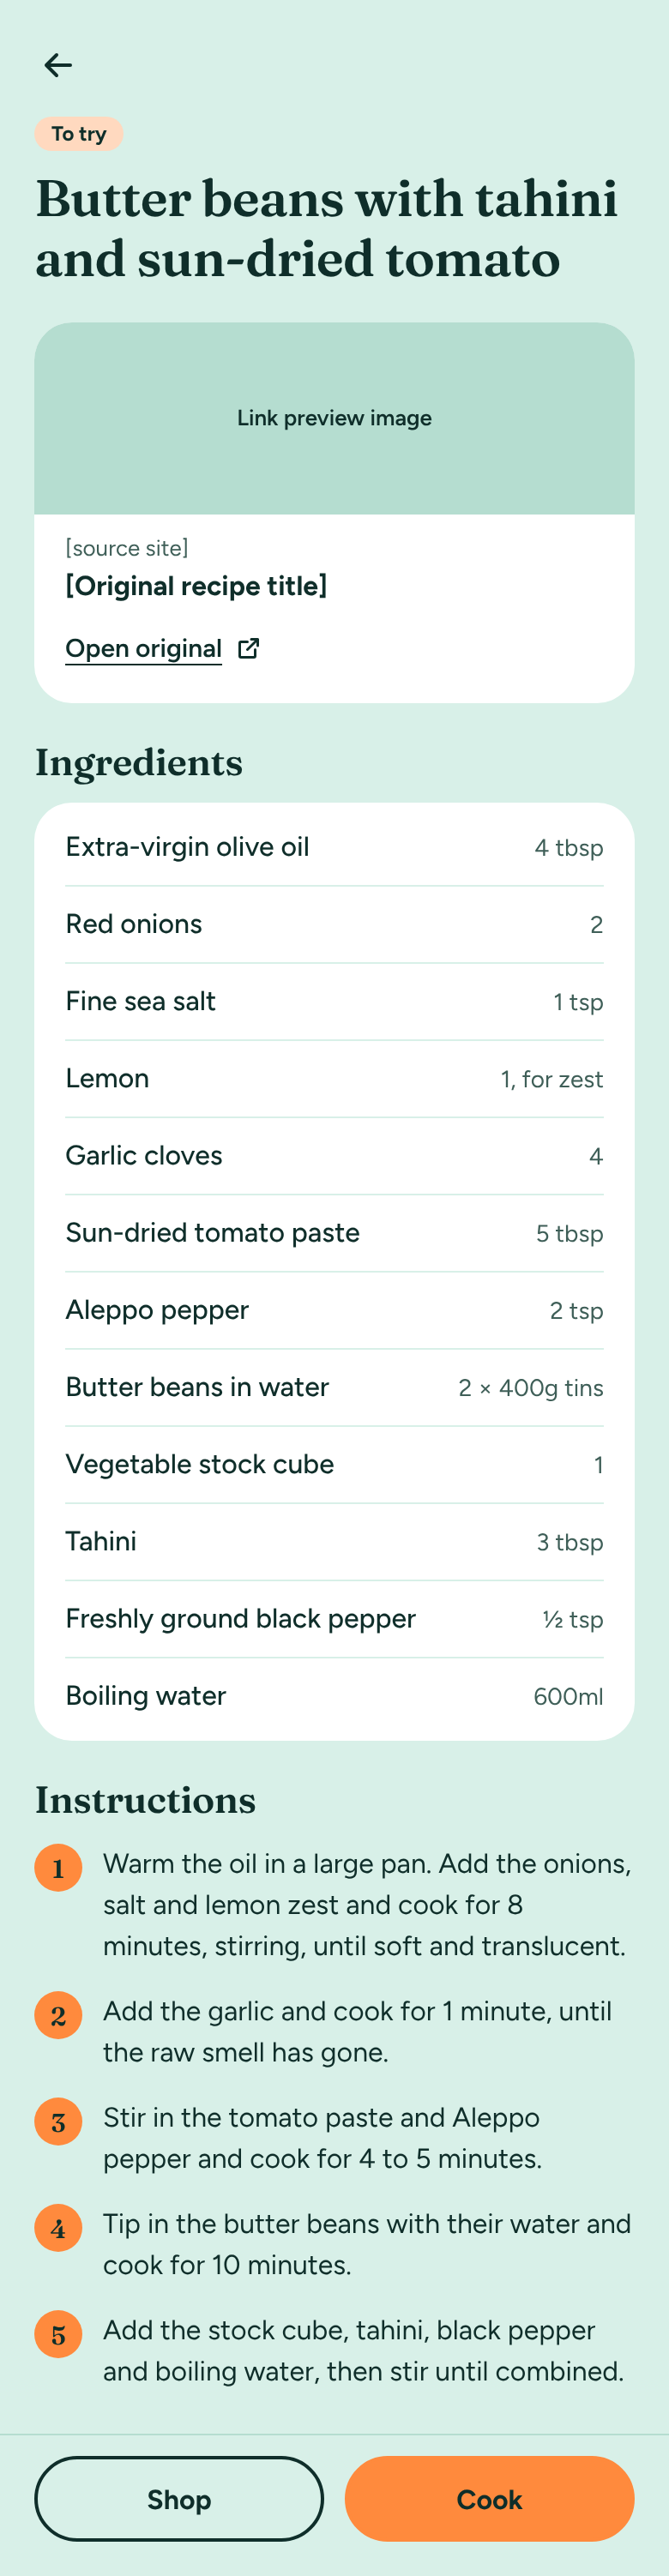 To try
Butter beans with tahini
and sun-dried tomato
Link preview image
[source site]
[Original recipe title]
Open original
Ingredients
Extra-virgin olive oil 4 tbsp
Red onions 2
Fine sea salt 1 tsp
Lemon 1, for zest
Garlic cloves 4
Sun-dried tomato paste 5 tbsp
Aleppo pepper 2 tsp
Butter beans in water 2 × 400g tins
Vegetable stock cube 1
Tahini 3 tbsp
Freshly ground black pepper ½ tsp
Boiling water 600ml
Instructions
1 Warm the oil in a large pan. Add the onions,
salt and lemon zest and cook for 8
minutes, stirring, until soft and translucent.
2 Add the garlic and cook for 1 minute, until
the raw smell has gone.
3 Stir in the tomato paste and Aleppo
pepper and cook for 4 to 5 minutes.
4 Tip in the butter beans with their water and
cook for 10 minutes.
5 Add the stock cube, tahini, black pepper
and boiling water, then stir until combined.
Shop Cook